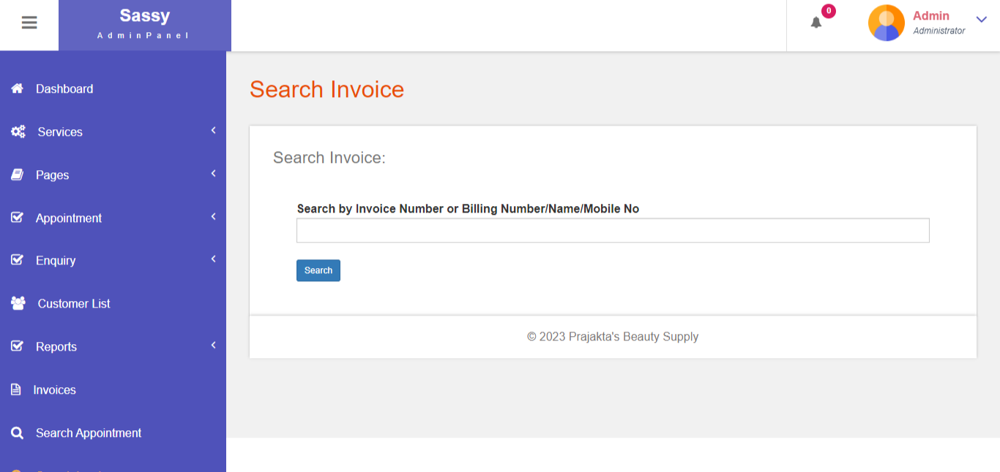 Sassy
AdminPanel
0
Admin
Administrator
Dashboard
Services
Pages
Appointment
Enquiry
Customer List
Reports
Invoices
Search Appointment
Search Invoice
Search Invoice:
Search by Invoice Number or Billing Number/Name/Mobile No
Search
© 2023 Prajakta's Beauty Supply